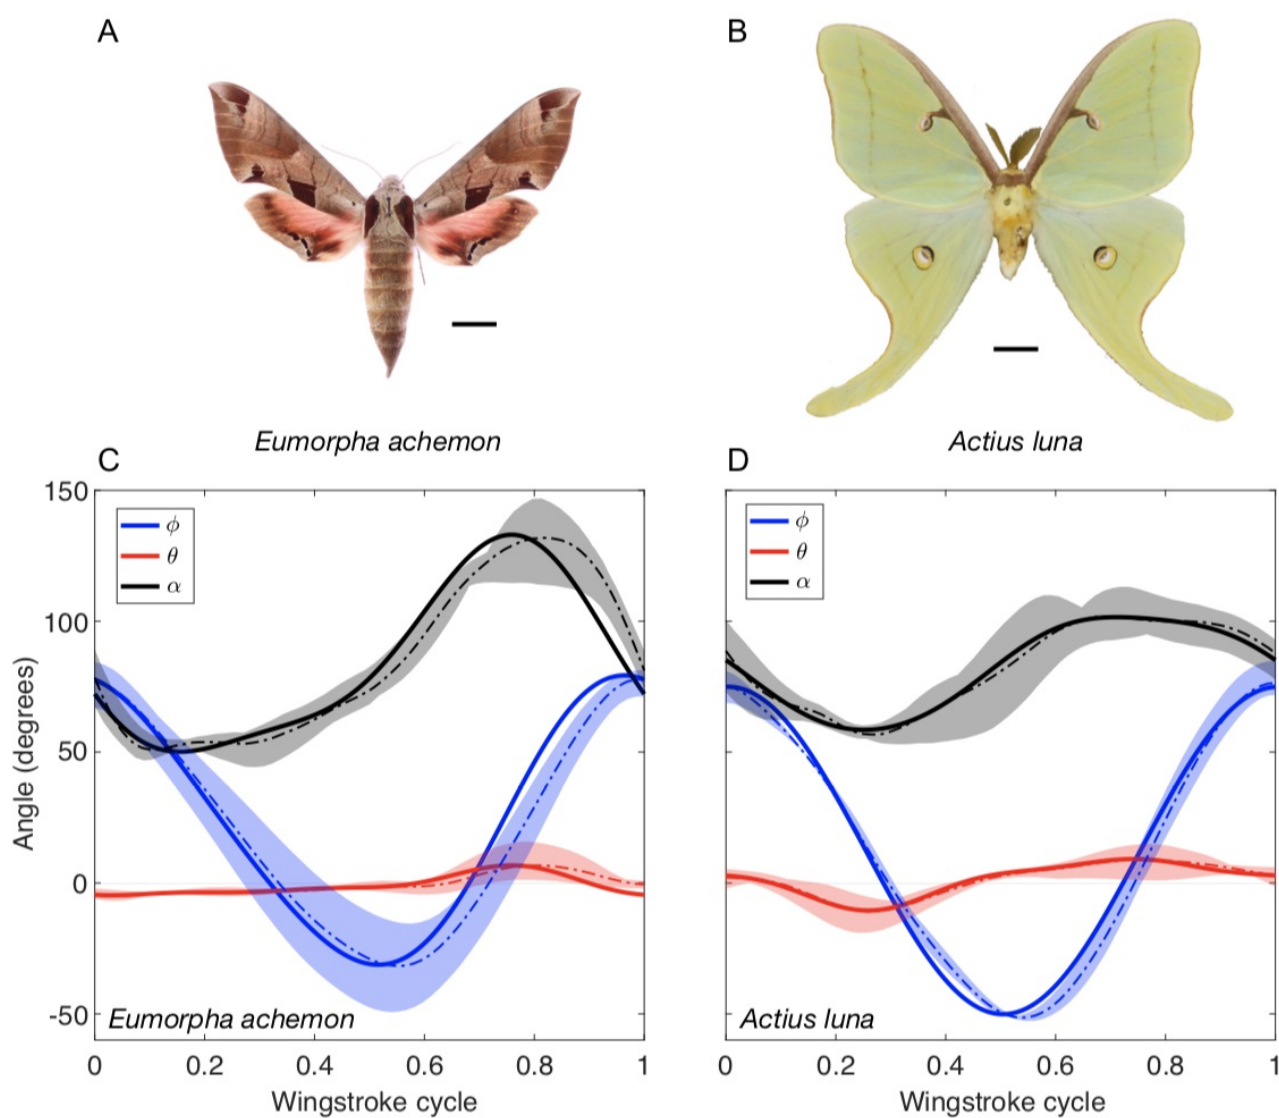 A
B
Eumorpha achemon
Actius luna
C
D
150
100
50
0
-50
Angle (degrees)
ϕ
θ
α
ϕ
θ
α
Eumorpha achemon
Actius luna
0 0.2 0.4 0.6 0.8 1
0 0.2 0.4 0.6 0.8 1
Wingstroke cycle
Wingstroke cycle